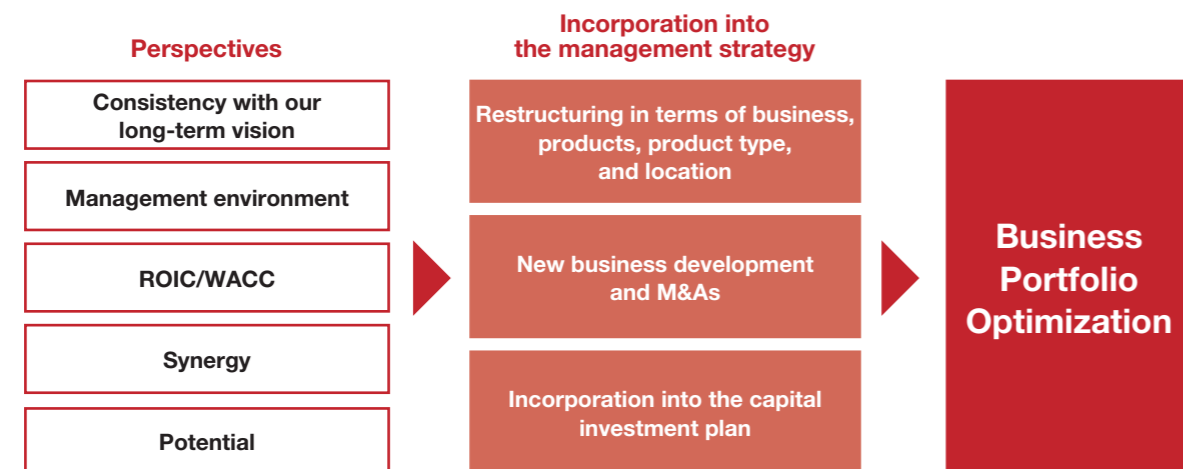 Perspectives
Consistency with our
long-term vision
Management environment
ROIC/WACC
Synergy
Potential
Incorporation into
the management strategy
Restructuring in terms of business,
products, product type,
and location
New business development
and M&As
Incorporation into the capital
investment plan
Business
Portfolio
Optimization